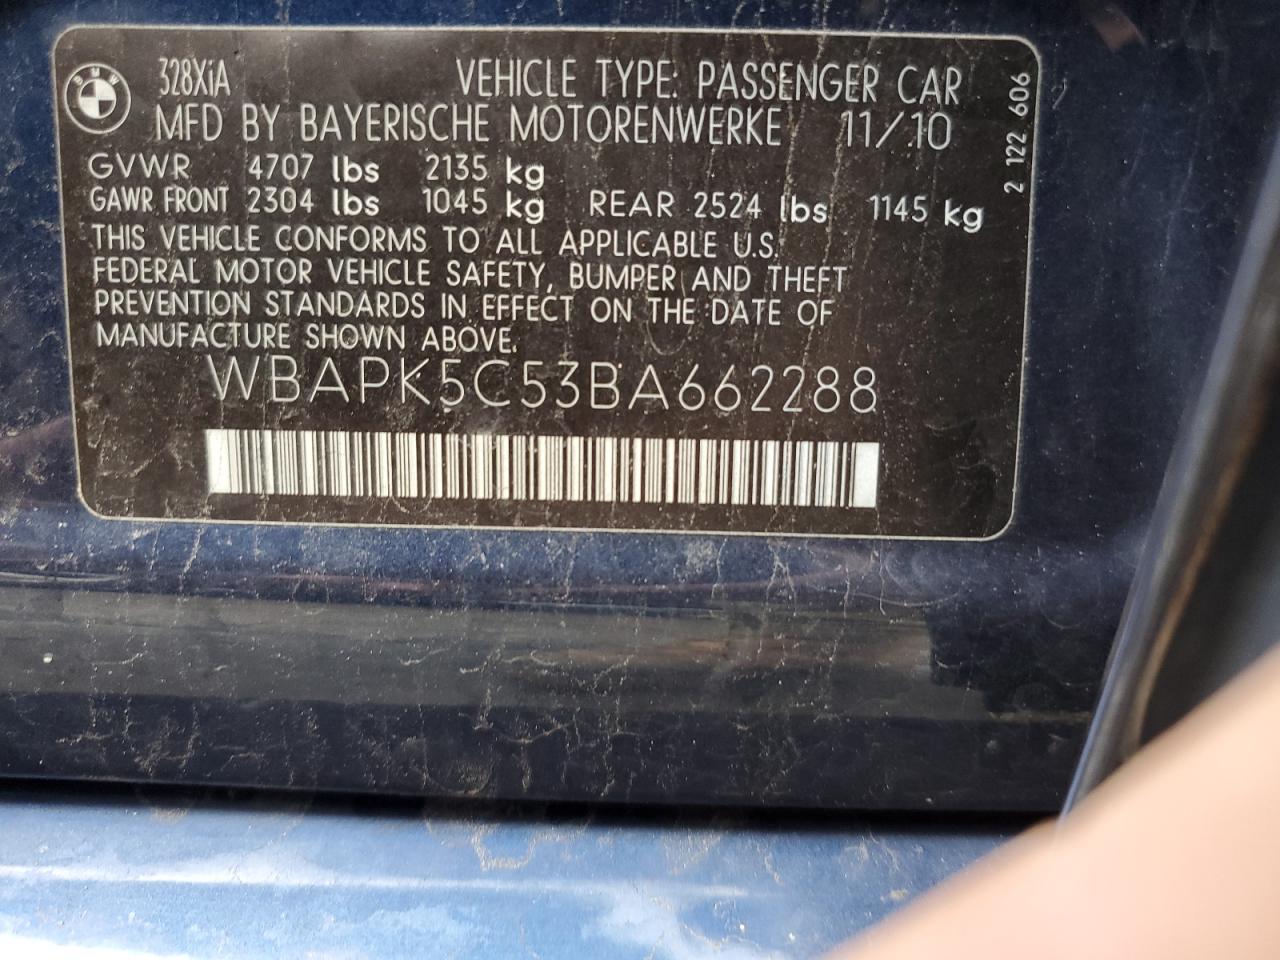 BMW
328XiA VEHICLE TYPE: PASSENGER CAR
MFD BY BAYERISCHE MOTORENWERKE 11/10
GVWR 4707 lbs 2135 kg
GAWR FRONT 2304 lbs 1045 kg REAR 2524 lbs 1145 kg
THIS VEHICLE CONFORMS TO ALL APPLICABLE U.S.
FEDERAL MOTOR VEHICLE SAFETY, BUMPER AND THEFT
PREVENTION STANDARDS IN EFFECT ON THE DATE OF
MANUFACTURE SHOWN ABOVE.
WBAPK5C53BA662288
2 122 606